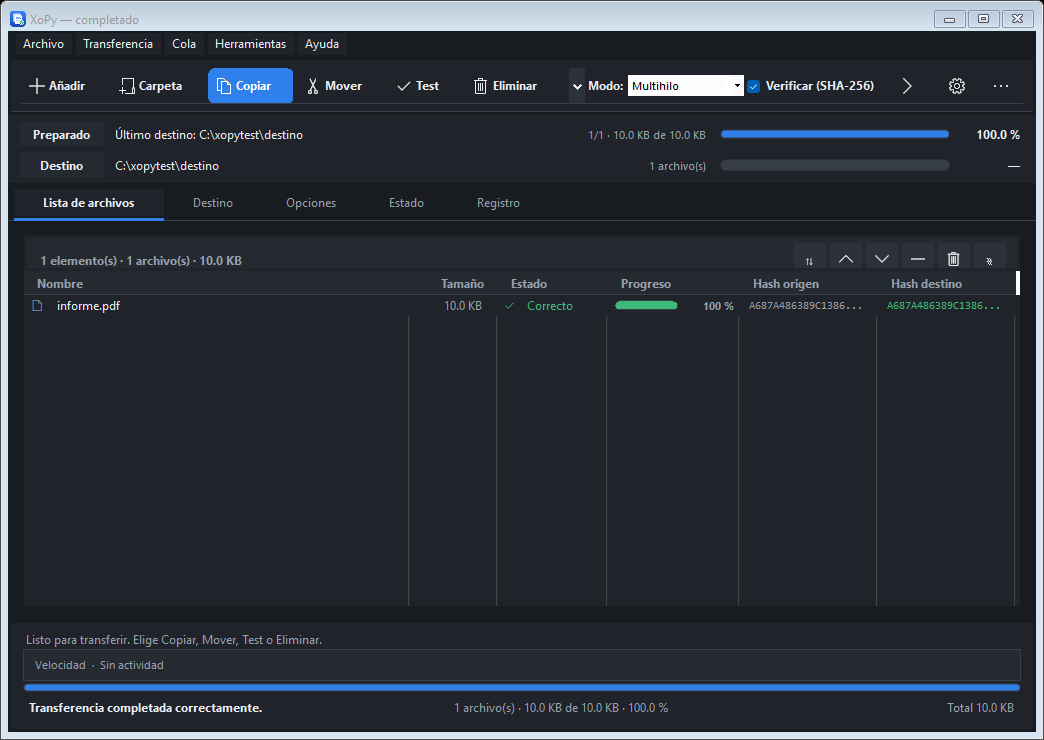 XoPy — completado
Archivo Transferencia Cola Herramientas Ayuda
Añadir Carpeta Copiar Mover Test Eliminar Modo: Multihilo Verificar (SHA-256)
Preparado Último destino: C:\xopytest\destino 1/1 · 10.0 KB de 10.0 KB 100.0 %
Destino C:\xopytest\destino 1 archivo(s) —
Lista de archivos Destino Opciones Estado Registro
1 elemento(s) · 1 archivo(s) · 10.0 KB
Nombre Tamaño Estado Progreso Hash origen Hash destino
informe.pdf 10.0 KB Correcto 100 % A687A486389C1386... A687A486389C1386...
Listo para transferir. Elige Copiar, Mover, Test o Eliminar.
Velocidad · Sin actividad
Transferencia completada correctamente. 1 archivo(s) · 10.0 KB de 10.0 KB · 100.0 % Total 10.0 KB